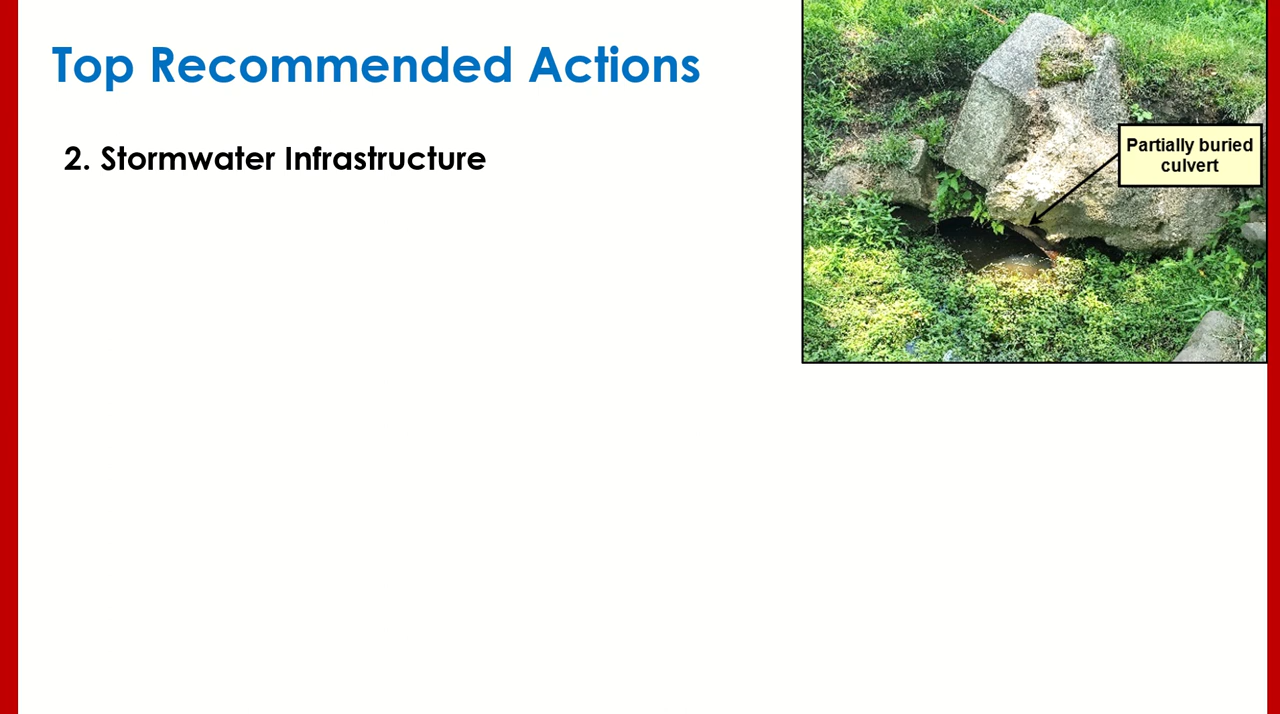 Top Recommended Actions
2. Stormwater Infrastructure
Partially buried
culvert